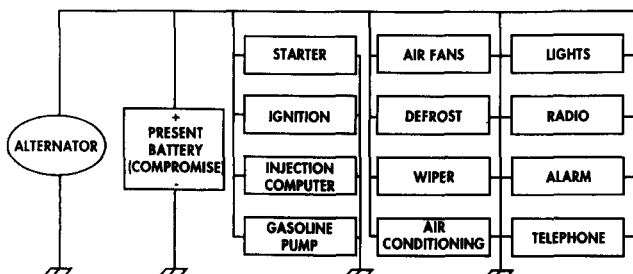 ALTERNATOR
+
PRESENT
BATTERY
(COMPROMISE)
-
STARTER
IGNITION
INJECTION
COMPUTER
GASOLINE
PUMP
AIR FANS
DEFROST
WIPER
AIR
CONDITIONING
LIGHTS
RADIO
ALARM
TELEPHONE